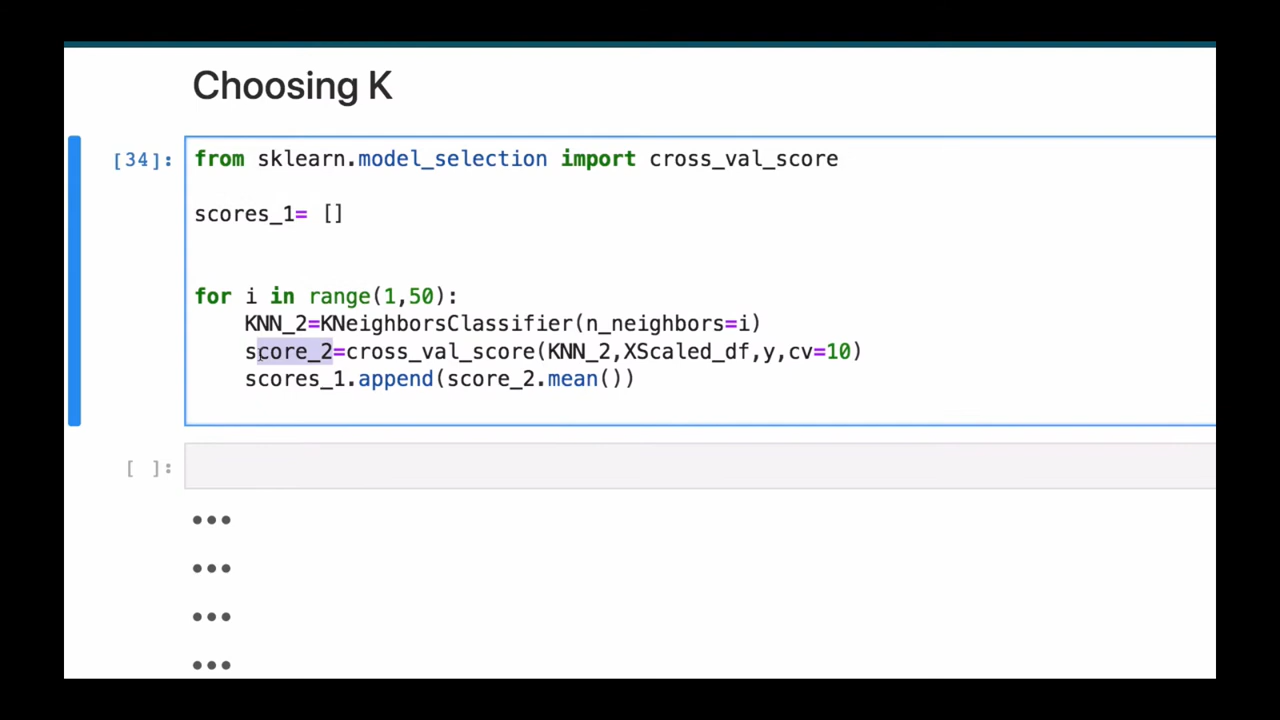 Choosing K
[34]:
from sklearn.model_selection import cross_val_score
scores_1= []
for i in range(1,50):
    KNN_2=KNeighborsClassifier(n_neighbors=i)
    score_2=cross_val_score(KNN_2,XScaled_df,y,cv=10)
    scores_1.append(score_2.mean())
[ ]:
•••
•••
•••
•••